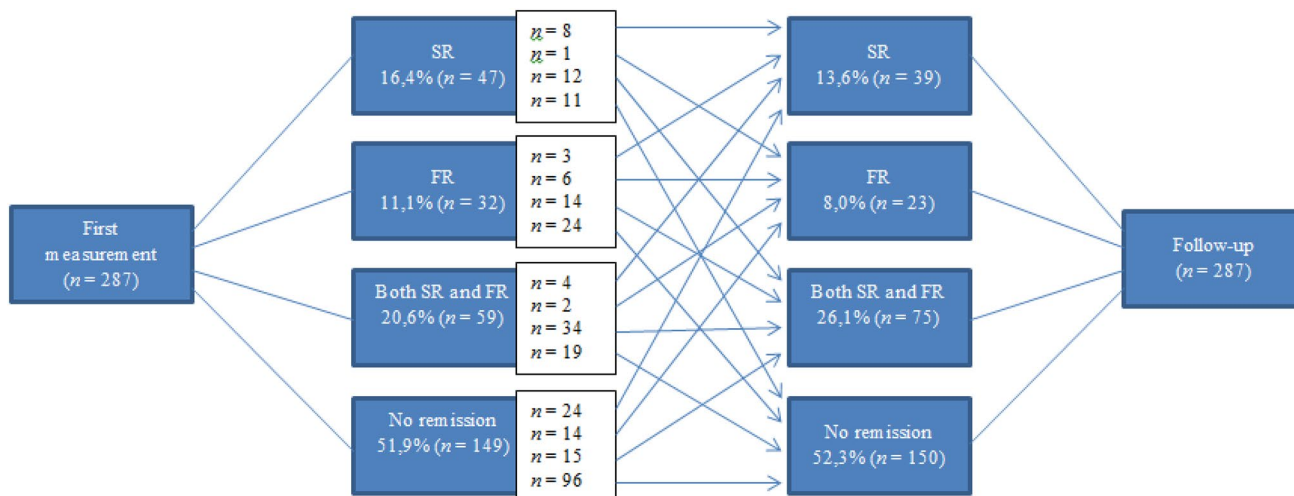 First
measurement
(n = 287)
SR
16,4% (n = 47)
n = 8
n = 1
n = 12
n = 11
FR
11,1% (n = 32)
n = 3
n = 6
n = 14
n = 24
Both SR and FR
20,6% (n = 59)
n = 4
n = 2
n = 34
n = 19
No remission
51,9% (n = 149)
n = 24
n = 14
n = 15
n = 96
SR
13,6% (n = 39)
FR
8,0% (n = 23)
Both SR and FR
26,1% (n = 75)
No remission
52,3% (n = 150)
Follow-up
(n = 287)